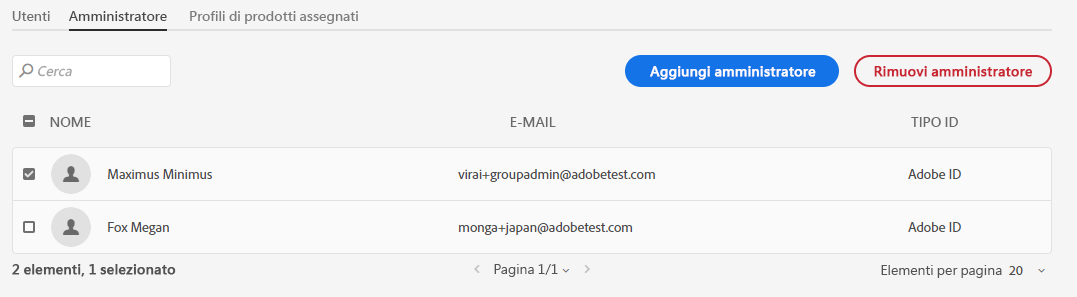 Utenti Amministratore Profili di prodotti assegnati
Cerca Aggiungi amministratore Rimuovi amministratore
NOME E-MAIL TIPO ID
Maximus Minimus virai+groupadmin@adobetest.com Adobe ID
Fox Megan monga+japan@adobetest.com Adobe ID
2 elementi, 1 selezionato Pagina 1/1 Elementi per pagina 20